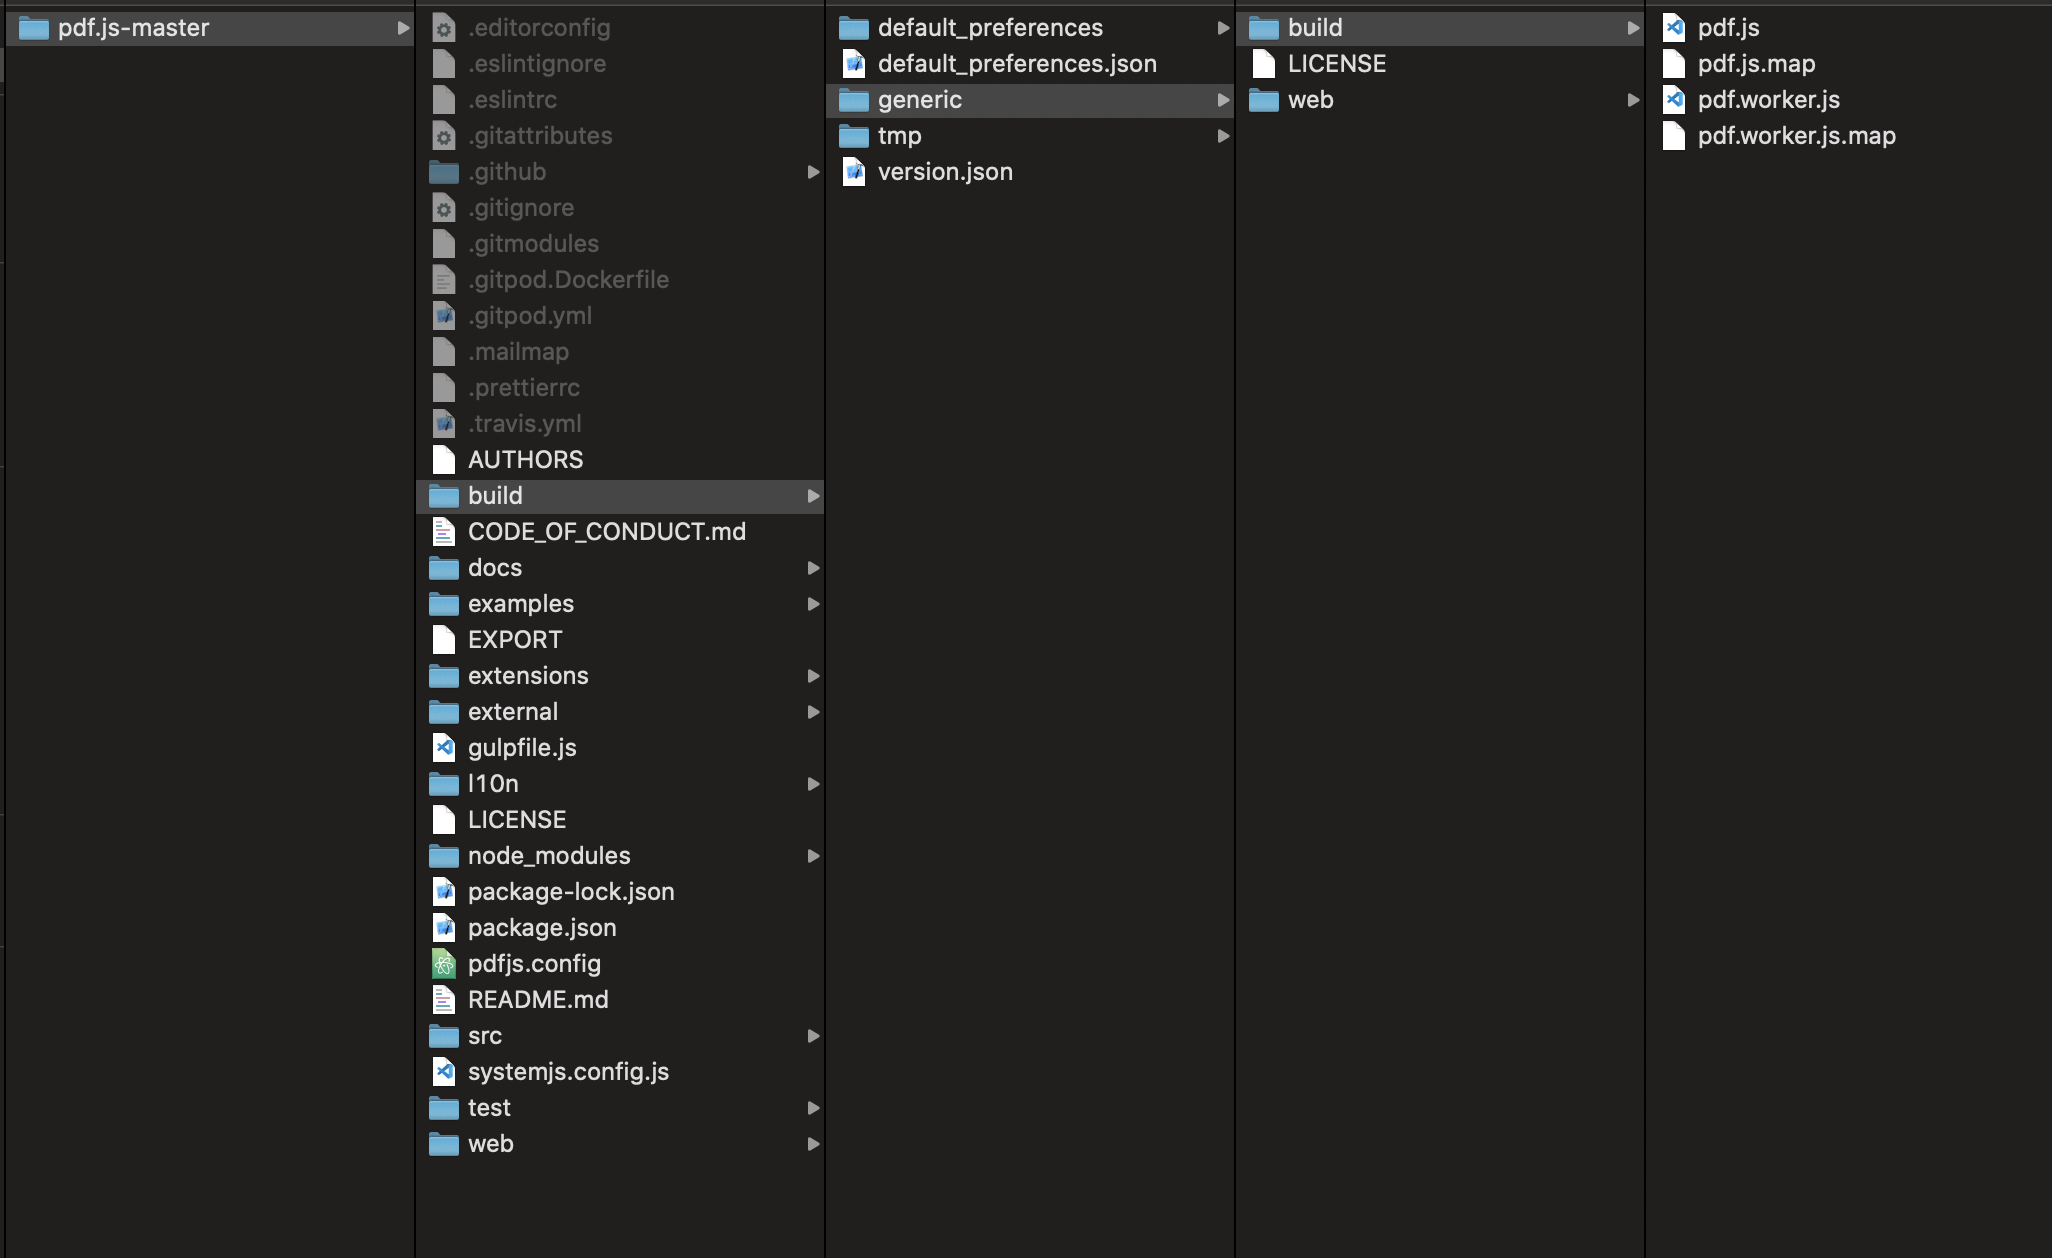 pdf.js-master
.editorconfig
.eslintignore
.eslintrc
.gitattributes
.github
.gitignore
.gitmodules
.gitpod.Dockerfile
.gitpod.yml
.mailmap
.prettierrc
.travis.yml
AUTHORS
build
CODE_OF_CONDUCT.md
docs
examples
EXPORT
extensions
external
gulpfile.js
l10n
LICENSE
node_modules
package-lock.json
package.json
pdfjs.config
README.md
src
systemjs.config.js
test
web
default_preferences
default_preferences.json
generic
tmp
version.json
build
LICENSE
web
pdf.js
pdf.js.map
pdf.worker.js
pdf.worker.js.map